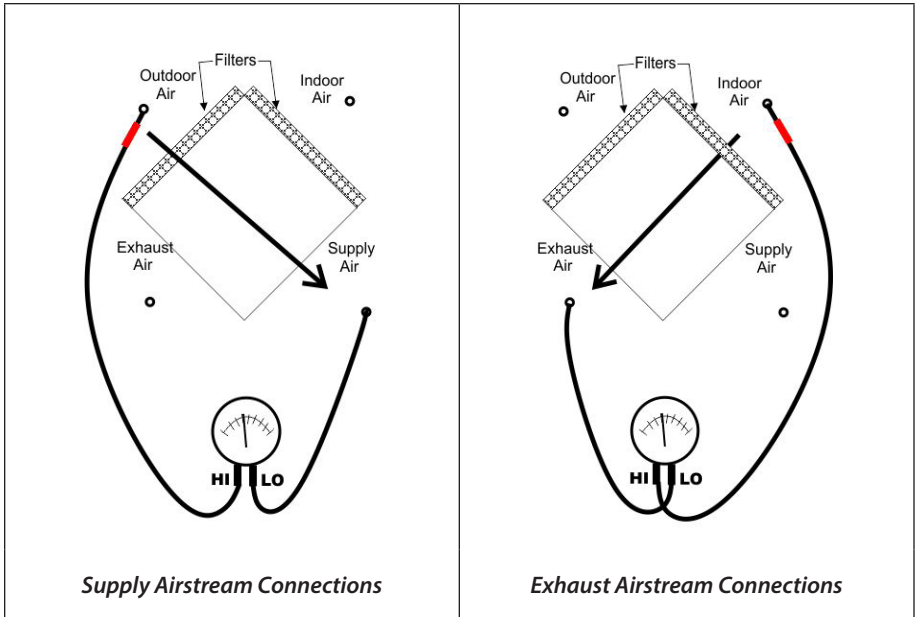 Filters
Outdoor
Air
Indoor
Air
Exhaust
Air
Supply
Air
HI
LO
Supply Airstream Connections
Filters
Outdoor
Air
Indoor
Air
Exhaust
Air
Supply
Air
HI
LO
Exhaust Airstream Connections